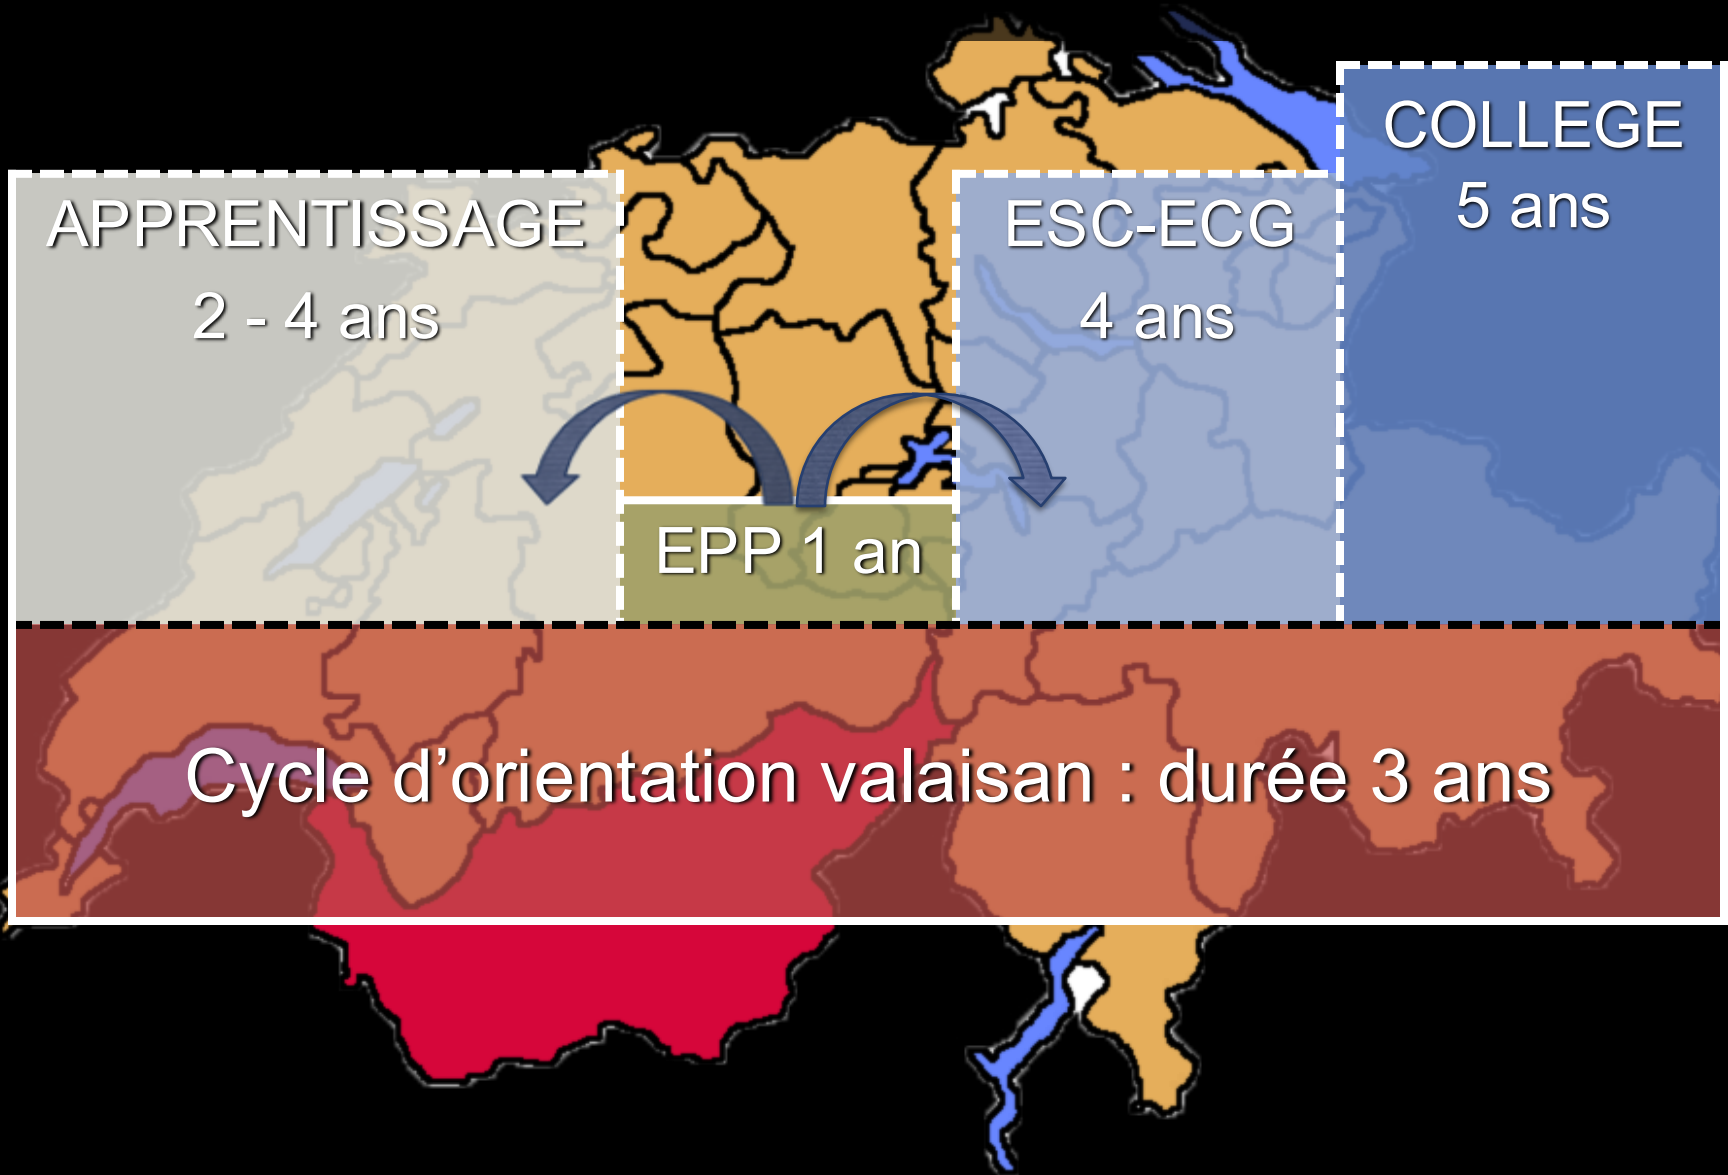 APPRENTISSAGE
2 - 4 ans
EPP 1 an
ESC-ECG
4 ans
COLLEGE
5 ans
Cycle d’orientation valaisan : durée 3 ans